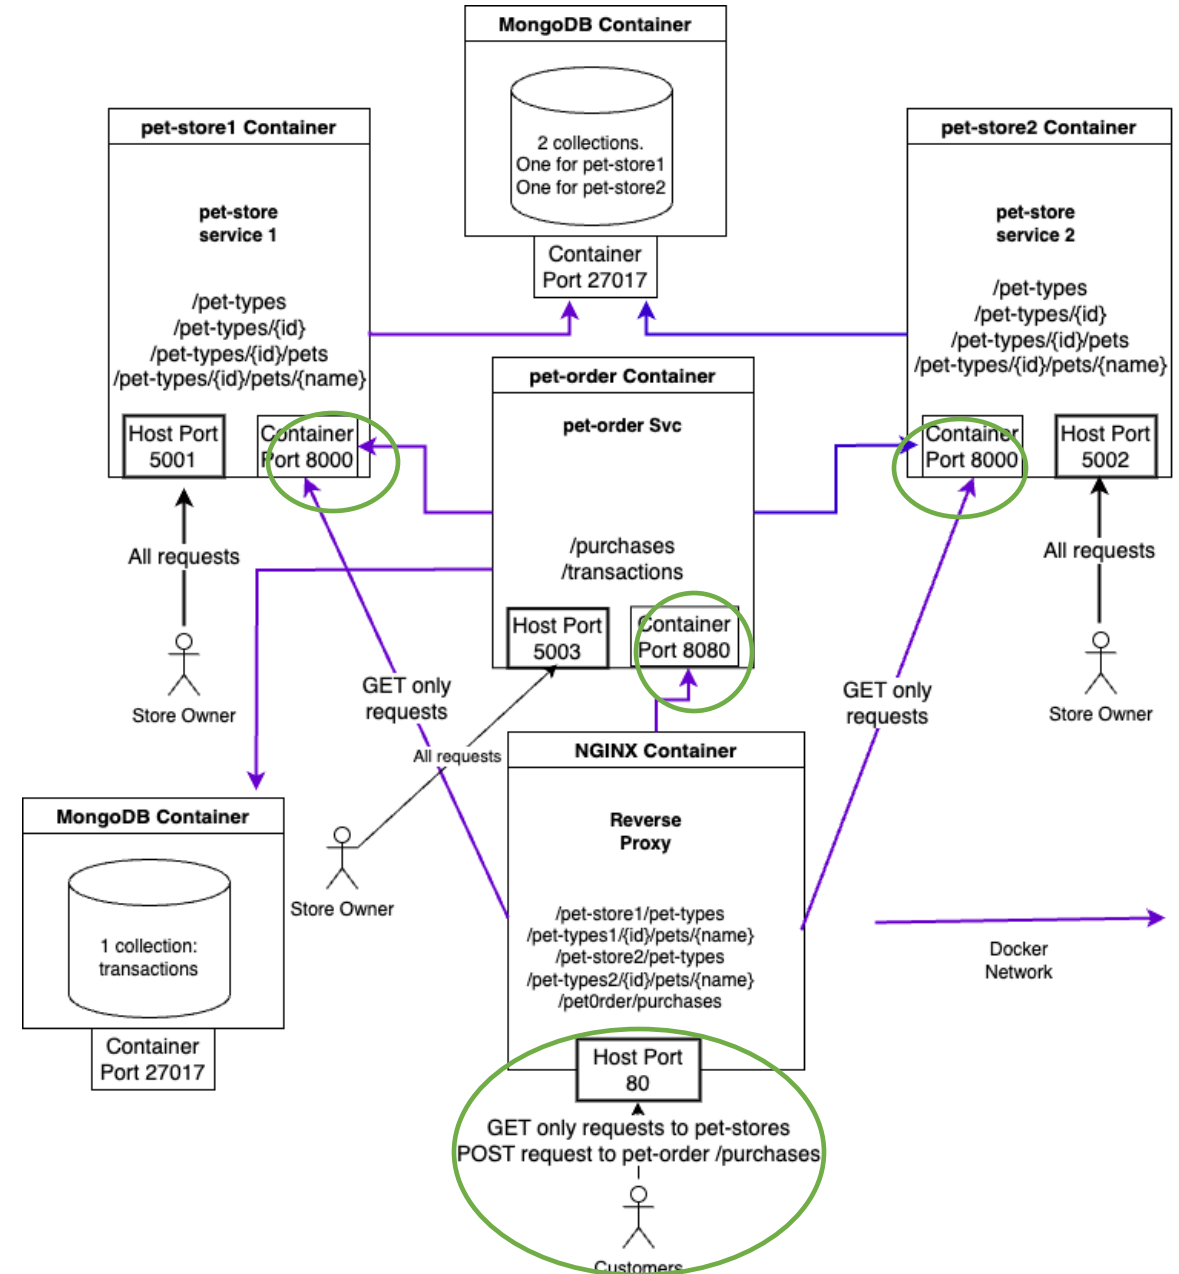 MongoDB Container
2 collections.
One for pet-store1
One for pet-store2
Container
Port 27017
pet-store1 Container
pet-store
service 1
/pet-types
/pet-types/{id}
/pet-types/{id}/pets
/pet-types/{id}/pets/{name}
Host Port
5001
Container
Port 8000
All requests
Store Owner
pet-store2 Container
pet-store
service 2
/pet-types
/pet-types/{id}
/pet-types/{id}/pets
/pet-types/{id}/pets/{name}
Container
Port 8000
Host Port
5002
All requests
Store Owner
pet-order Container
pet-order Svc
/purchases
/transactions
Host Port
5003
Container
Port 8080
GET only
requests
All requests
Store Owner
GET only
requests
MongoDB Container
1 collection:
transactions
Container
Port 27017
NGINX Container
Reverse
Proxy
/pet-store1/pet-types
/pet-types1/{id}/pets/{name}
/pet-store2/pet-types
/pet-types2/{id}/pets/{name}
/pet0rder/purchases
Host Port
80
GET only requests to pet-stores
POST request to pet-order /purchases
Customers
Docker
Network